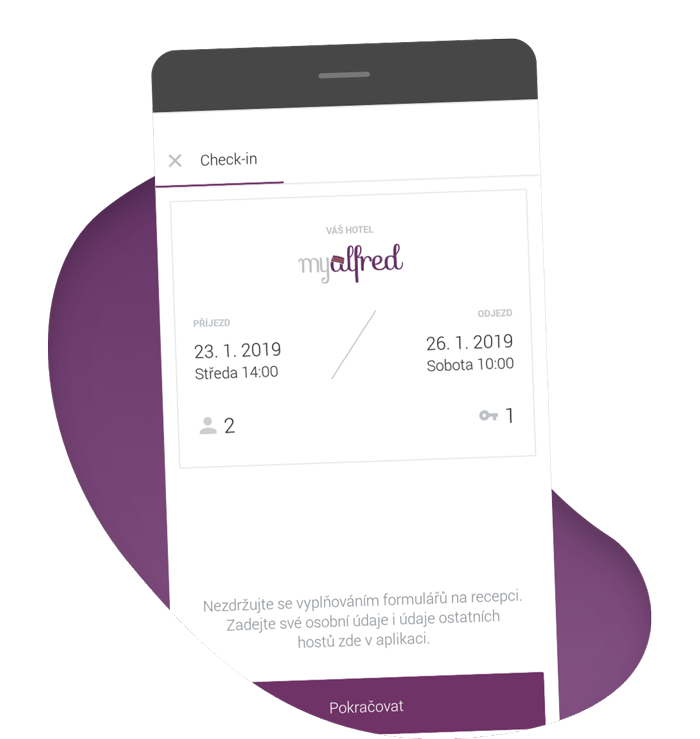 Check-in
VÁŠ HOTEL
myalfred
PŘÍJEZD
23. 1. 2019
Středa 14:00
ODJEZD
26. 1. 2019
Sobota 10:00
2
1
Nezdržujte se vyplňováním formulářů na recepci.
Zadejte své osobní údaje i údaje ostatních
hostů zde v aplikaci.
Pokračovat